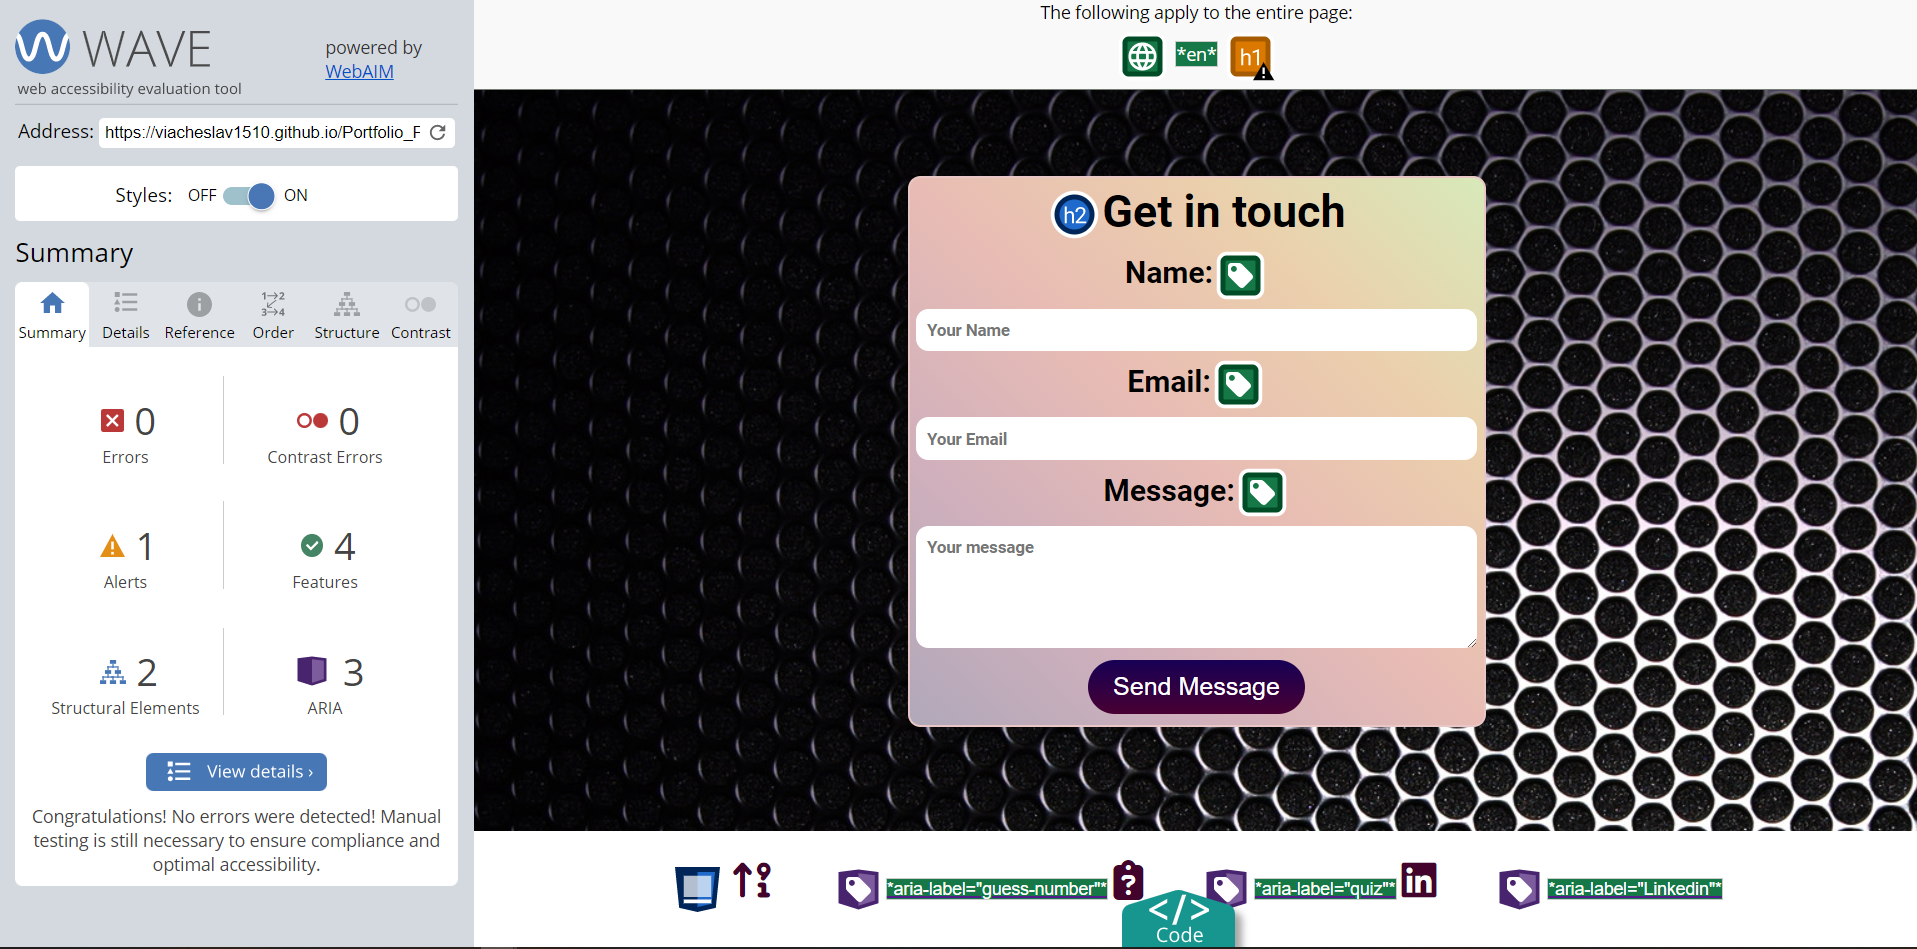 WAVE
powered by
WebAIM
web accessibility evaluation tool
Address: https://viacheslav1510.github.io/Portfolio_F
Styles: OFF ON
Summary
Summary Details Reference Order Structure Contrast
0 Errors
0 Contrast Errors
1 Alerts
4 Features
2 Structural Elements
3 ARIA
View details ›
Congratulations! No errors were detected! Manual
testing is still necessary to ensure compliance and
optimal accessibility.
The following apply to the entire page:
*en* h1
h2 Get in touch
Name:
Your Name
Email:
Your Email
Message:
Your message
Send Message
*aria-label="guess-number"* *aria-label="quiz"* in *aria-label="Linkedin"*
</>
Code